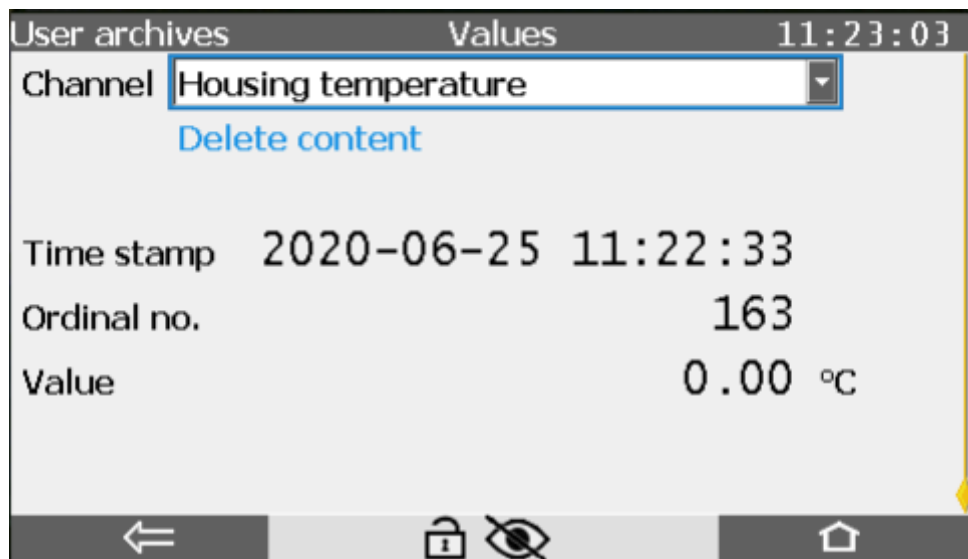 User archives Values 11:23:03
Channel Housing temperature
Delete content
Time stamp 2020-06-25 11:22:33
Ordinal no. 163
Value 0.00 °C